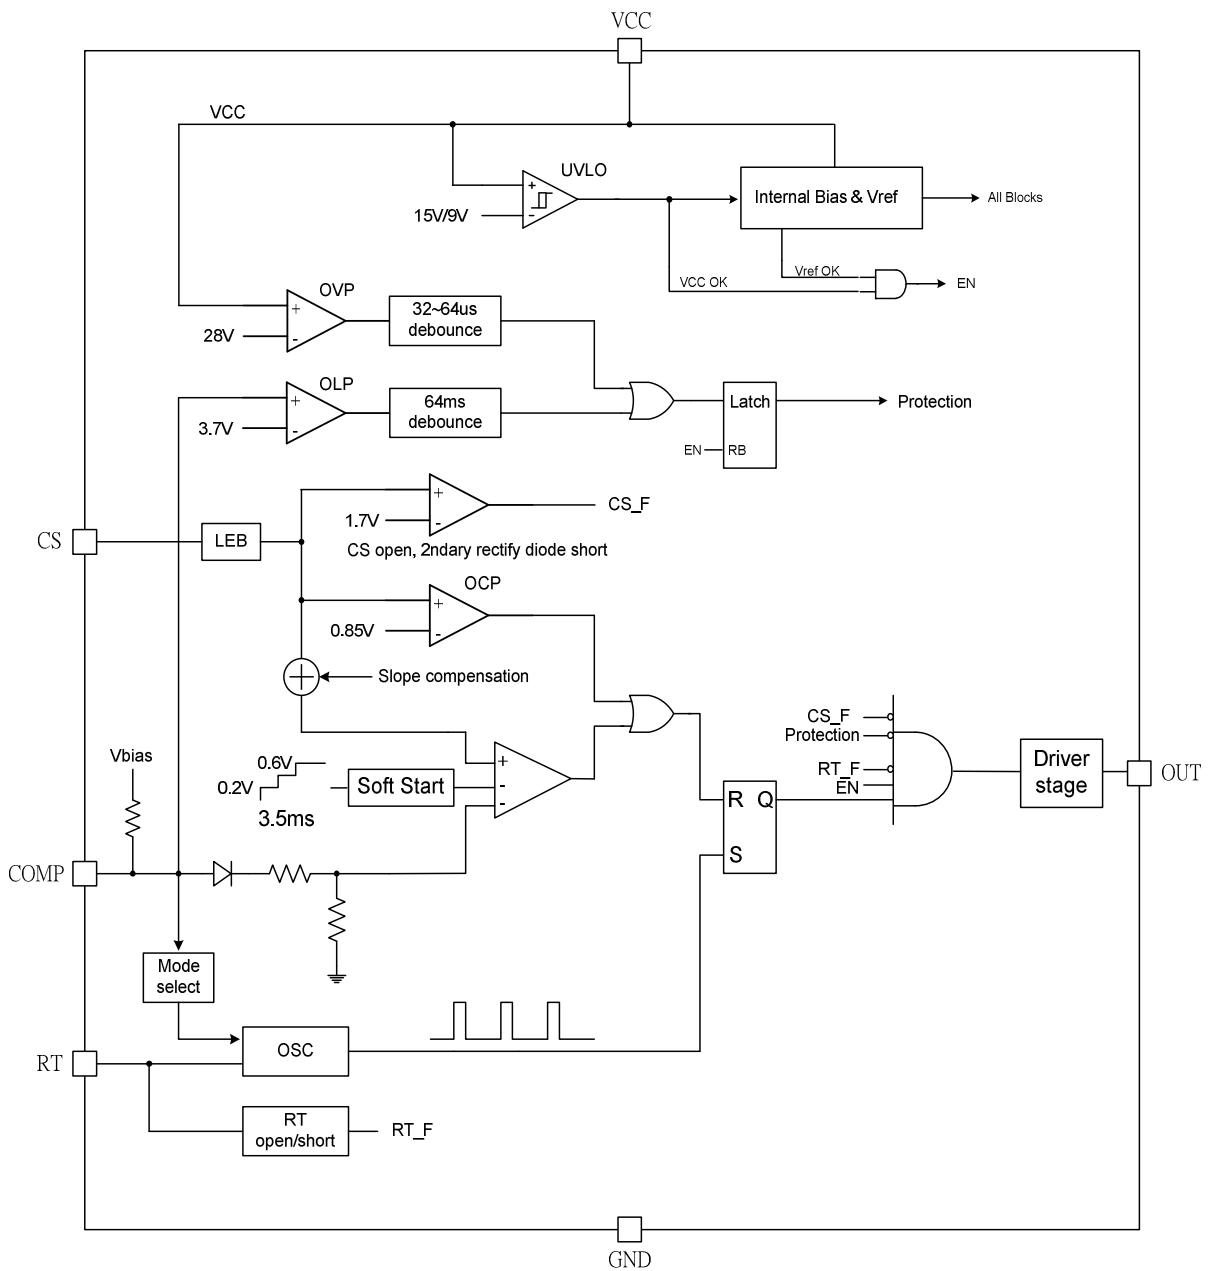 VCC
VCC
UVLO
+
-
15V/9V
Internal Bias & Vref
All Blocks
Vref OK
VCC OK
EN
OVP
+
-
28V
32~64us
debounce
OLP
+
-
3.7V
64ms
debounce
Latch
EN
RB
Protection
CS
LEB
+
-
1.7V
CS_F
CS open, 2ndary rectify diode short
OCP
+
-
0.85V
Slope compensation
Vbias
0.6V
0.2V
3.5ms
Soft Start
+
-
-
R Q
S
CS_F
Protection
RT_F
EN
Driver
stage
OUT
COMP
Mode
select
RT
OSC
RT
open/short
RT_F
GND